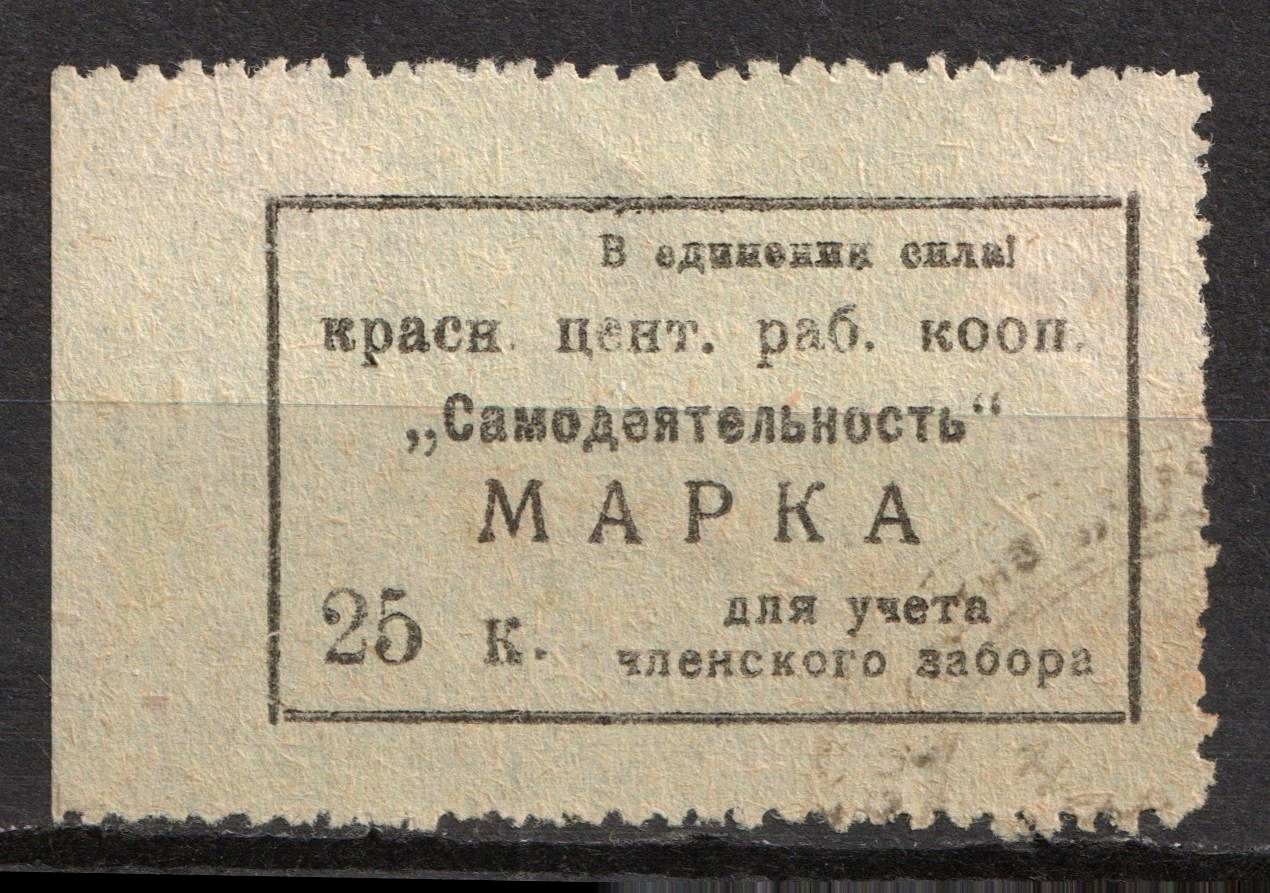 В единении сила!
красн. цент. раб. кооп.
„Самодеятельность“
МАРКА
25 к.
для учета
членского забора